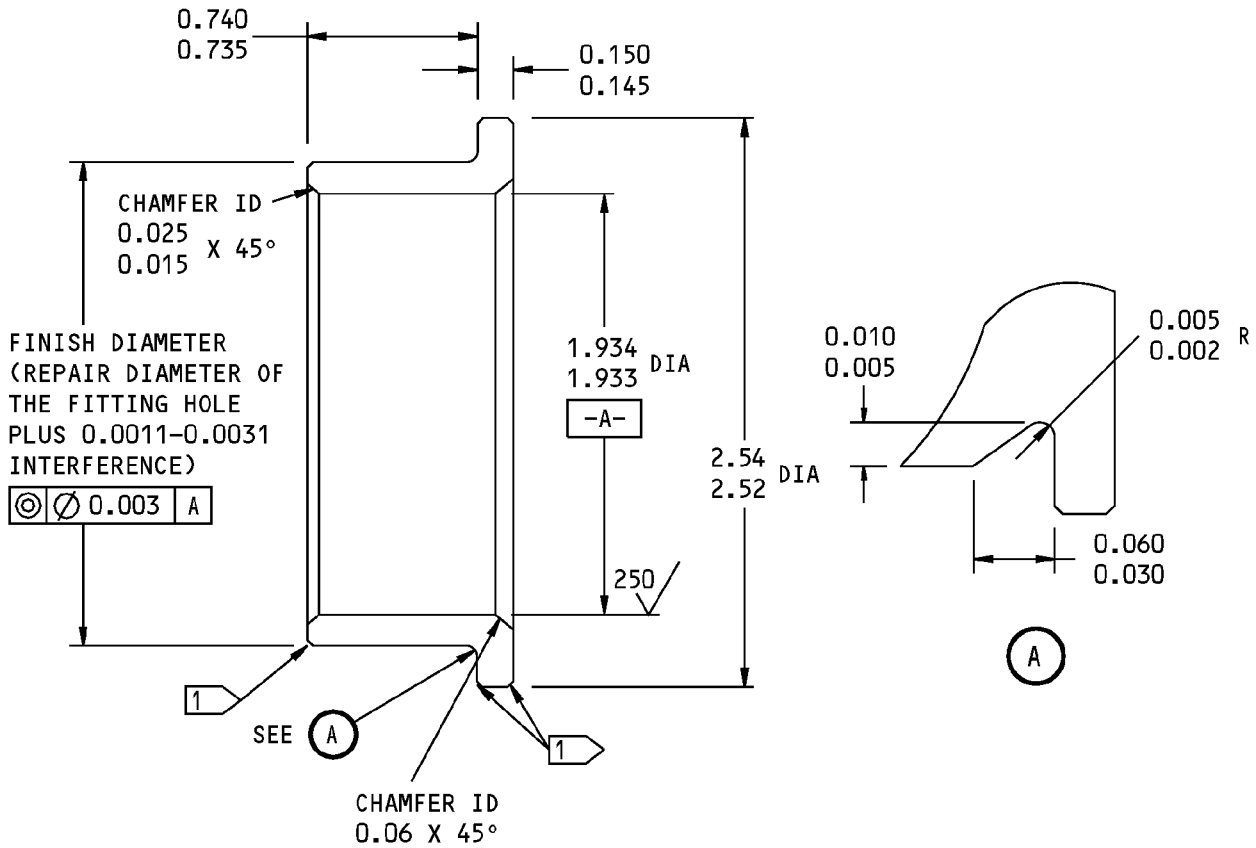 0.740
0.735
0.150
0.145
CHAMFER ID
0.025
0.015 X 45°
FINISH DIAMETER
(REPAIR DIAMETER OF
THE FITTING HOLE
PLUS 0.0011-0.0031
INTERFERENCE)
◎ ∅ 0.003 A
1.934
1.933 DIA
-A-
2.54
2.52 DIA
250
1
SEE A
1
CHAMFER ID
0.06 X 45°
0.010
0.005
0.005
0.002 R
0.060
0.030
A